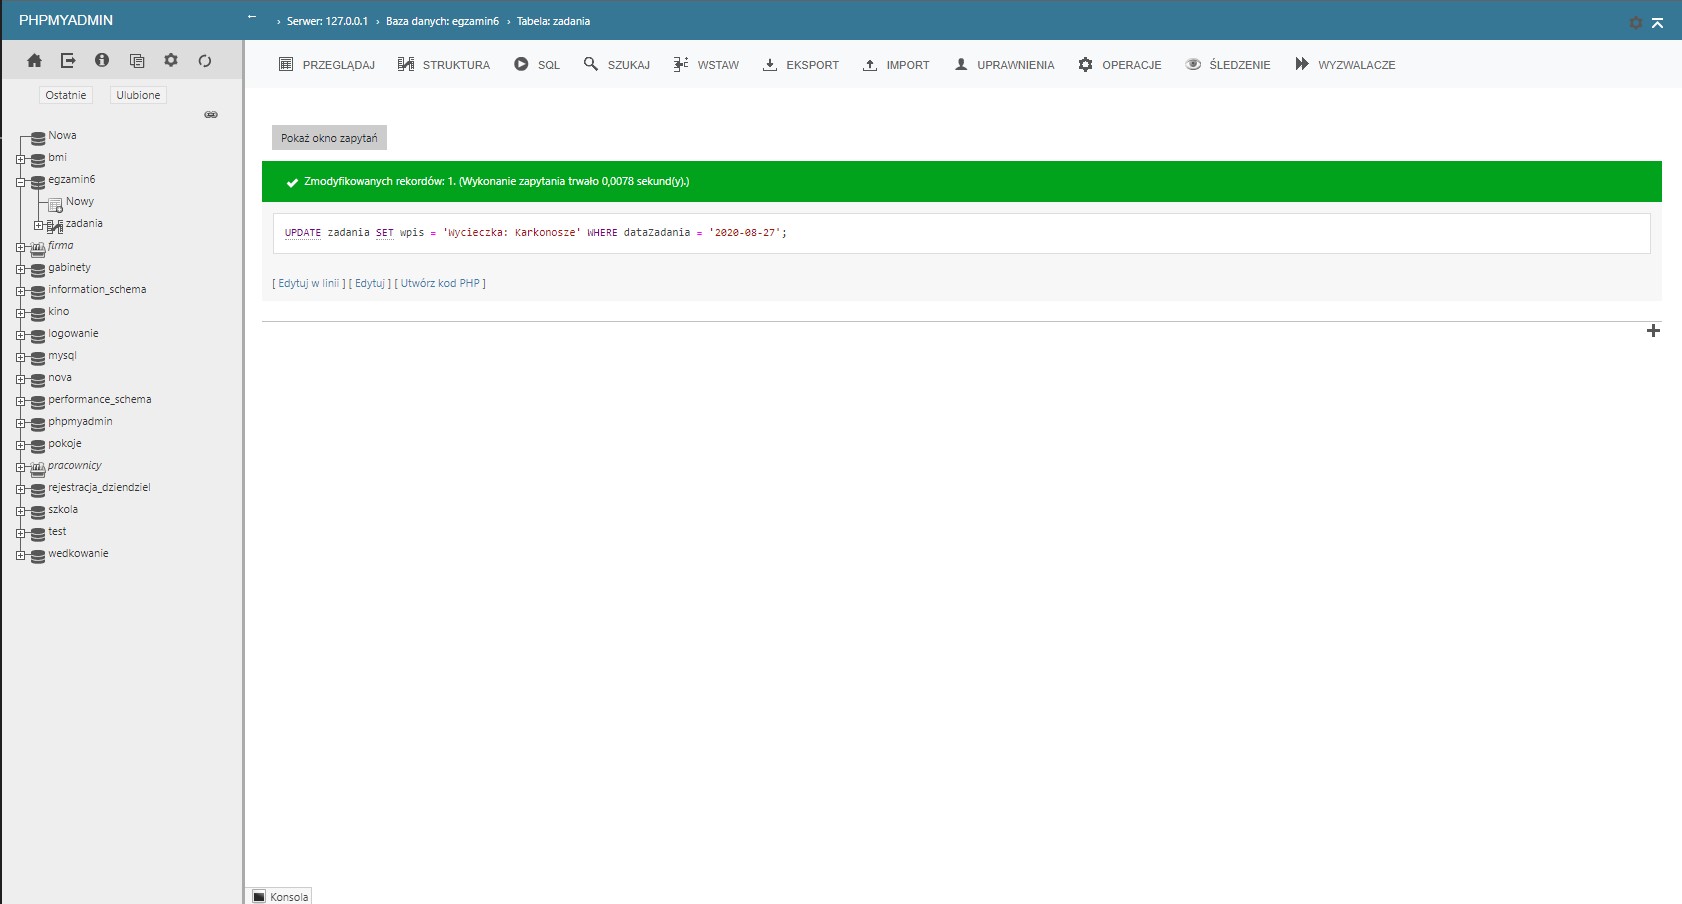 PHPMYADMIN
← › Serwer: 127.0.0.1 › Baza danych: egzamin6 › Tabela: zadania
PRZEGLĄDAJ STRUKTURA SQL SZUKAJ WSTAW EKSPORT IMPORT UPRAWNIENIA OPERACJE ŚLEDZENIE WYZWALACZE
Ostatnie Ulubione
Nowa
bmi
egzamin6
Nowy
zadania
firma
gabinety
information_schema
kino
logowanie
mysql
nova
performance_schema
phpmyadmin
pokoje
pracownicy
rejestracja_dziendziel
szkola
test
wedkowanie
Pokaż okno zapytań
Zmodyfikowanych rekordów: 1. (Wykonanie zapytania trwało 0,0078 sekund(y).)
UPDATE zadania SET wpis = 'Wycieczka: Karkonosze' WHERE dataZadania = '2020-08-27';
[ Edytuj w linii ] [ Edytuj ] [ Utwórz kod PHP ]
Konsola